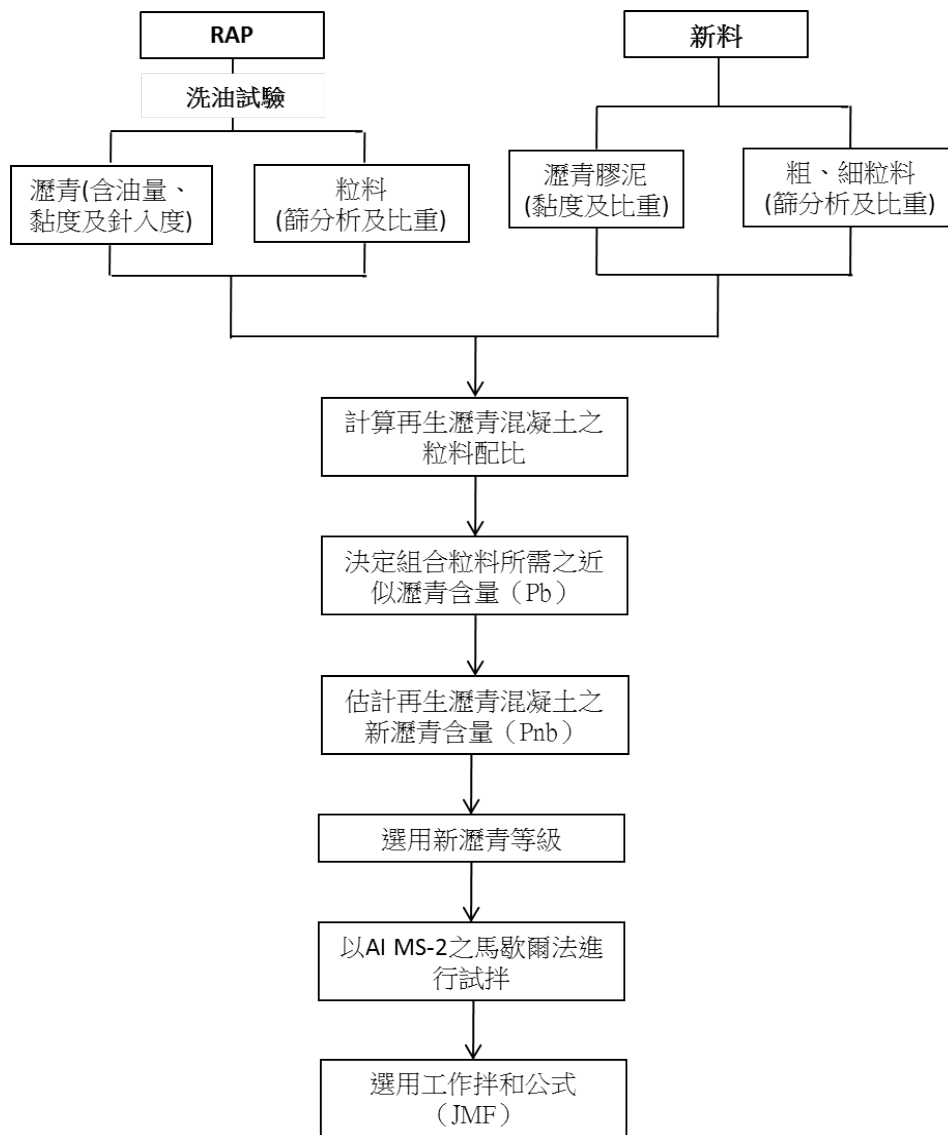 RAP
新料
洗油試驗
瀝青(含油量、
黏度及針入度)
粒料
(篩分析及比重)
瀝青膠泥
(黏度及比重)
粗、細粒料
(篩分析及比重)
計算再生瀝青混凝土之
粒料配比
決定組合粒料所需之近
似瀝青含量（Pb）
估計再生瀝青混凝土之
新瀝青含量（Pnb）
選用新瀝青等級
以AI MS-2之馬歇爾法進
行試拌
選用工作拌和公式
（JMF）